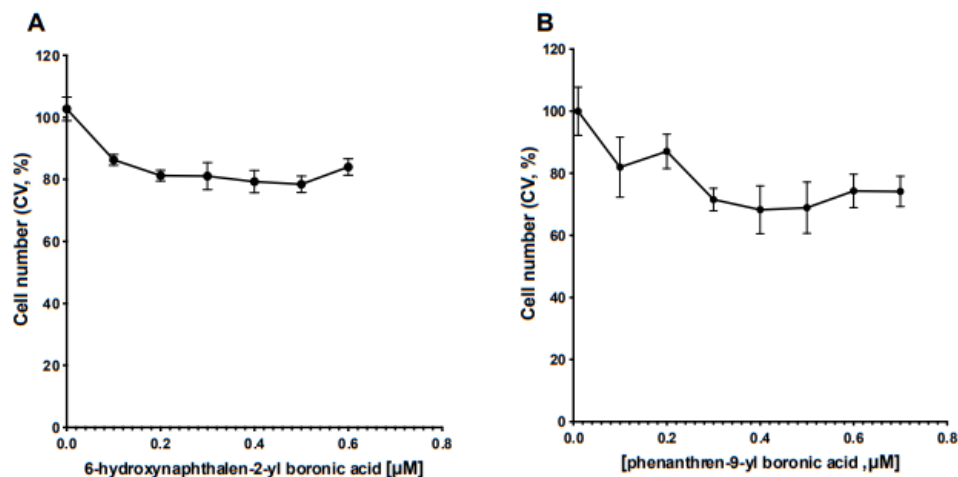 A
B
120
100
80
60
40
20
0
Cell number (CV, %)
0.0 0.2 0.4 0.6 0.8
6-hydroxynaphthalen-2-yl boronic acid [µM]
120
100
80
60
40
20
0
Cell number (CV, %)
0.0 0.2 0.4 0.6 0.8
[phenanthren-9-yl boronic acid ,µM]